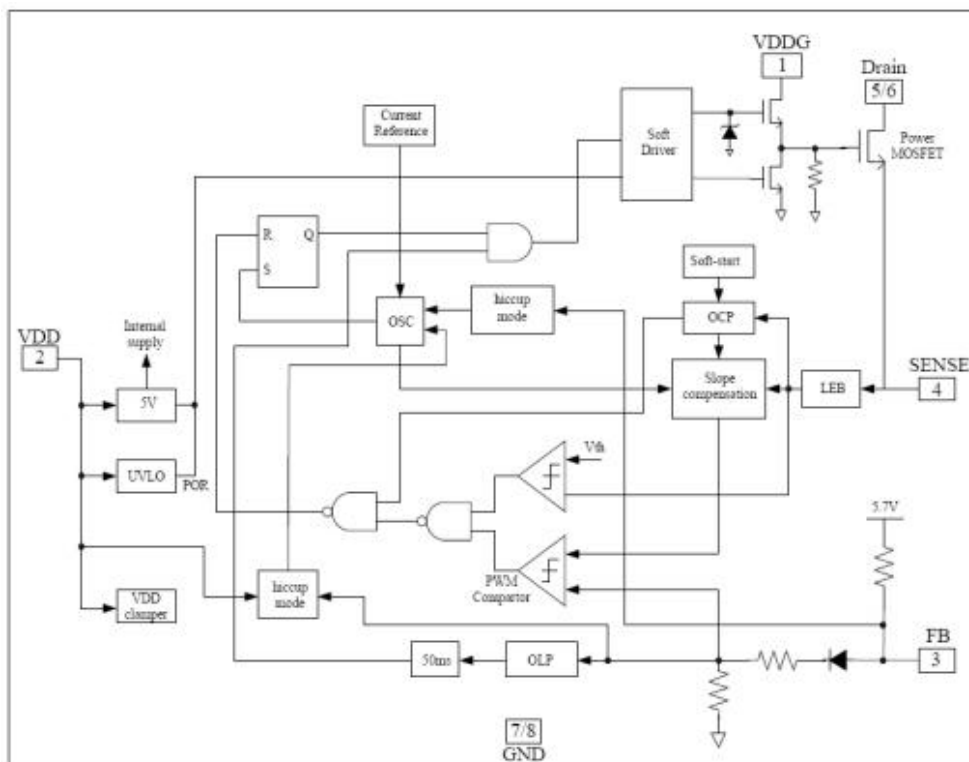 VDDG
1
Drain
5/6
Current
Reference
Soft
Driver
Power
MOSFET
R
Q
S
Soft-start
OSC
hiccup
mode
OCP
Internal
supply
VDD
2
SENSE
4
5V
Slope
compensation
LEB
UVLO
POR
Vth
5.7V
PWM
Compartor
hiccup
mode
VDD
clamper
FB
3
50ms
OLP
7/8
GND